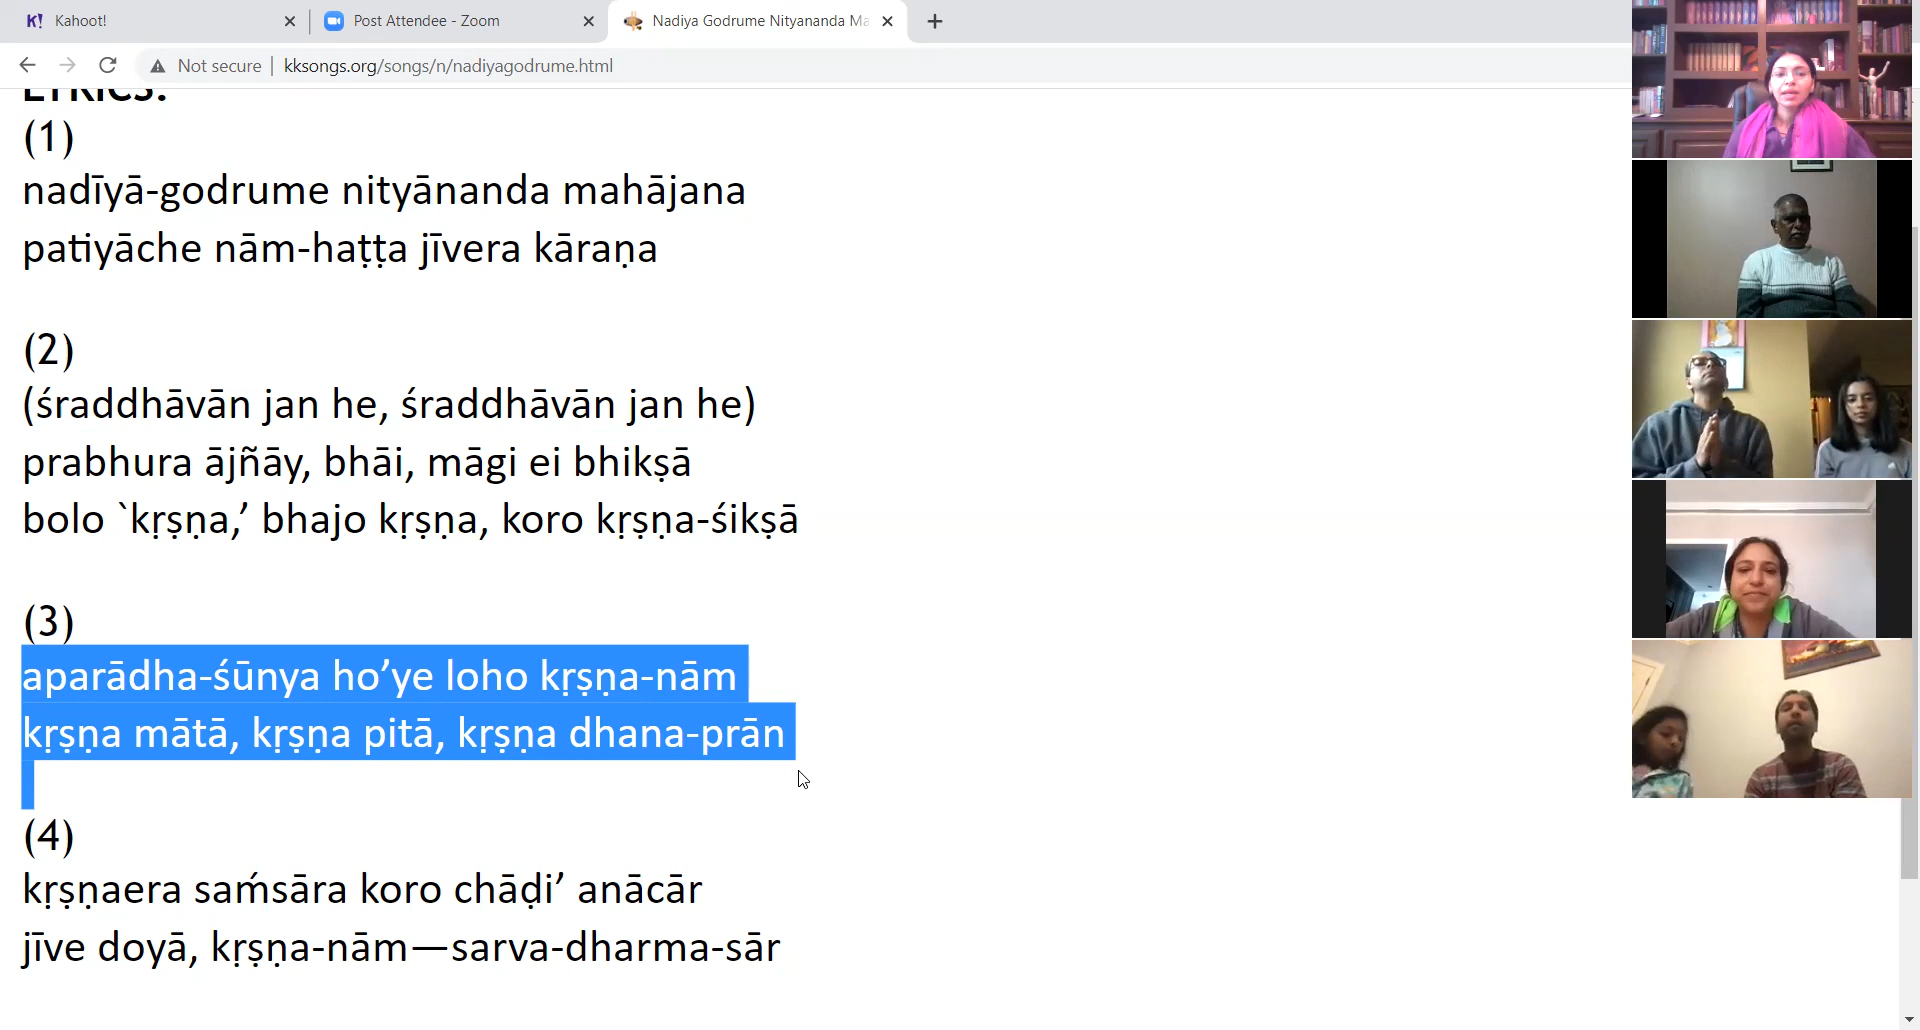 Kahoot!
Post Attendee - Zoom
Nadiya Godrume Nityananda Ma
Not secure
kksongs.org/songs/n/nadiyagodrume.html
LYRICS:
(1)
nadīyā-godrume nityānanda mahājana
patiyāche nām-haṭṭa jīvera kāraṇa
(2)
(śraddhāvān jan he, śraddhāvān jan he)
prabhura ājñāy, bhāi, māgi ei bhikṣā
bolo `kṛṣṇa,’ bhajo kṛṣṇa, koro kṛṣṇa-śikṣā
(3)
aparādha-śūnya ho’ye loho kṛṣṇa-nām
kṛṣṇa mātā, kṛṣṇa pitā, kṛṣṇa dhana-prān
(4)
kṛṣṇaera saḿsāra koro chāḍi’ anācār
jīve doyā, kṛṣṇa-nām—sarva-dharma-sār